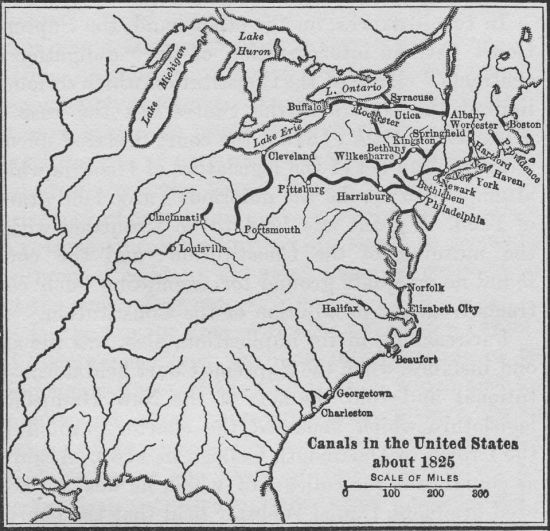 Lake
Huron
Lake Michigan
L. Ontario
Buffalo
Syracuse
Rochester
Utica
Albany
Worcester
Boston
Lake Erie
Kingston
Springfield
Hartford
Providence
Bethany
Cleveland
Wilkesbarre
New Haven
Pittsburg
Newark
New York
Harrisburg
Bethlehem
Philadelphia
Cincinnati
Portsmouth
Louisville
Norfolk
Halifax
Elizabeth City
Beaufort
Georgetown
Charleston
Canals in the United States
about 1825
SCALE OF MILES
0 100 200 300